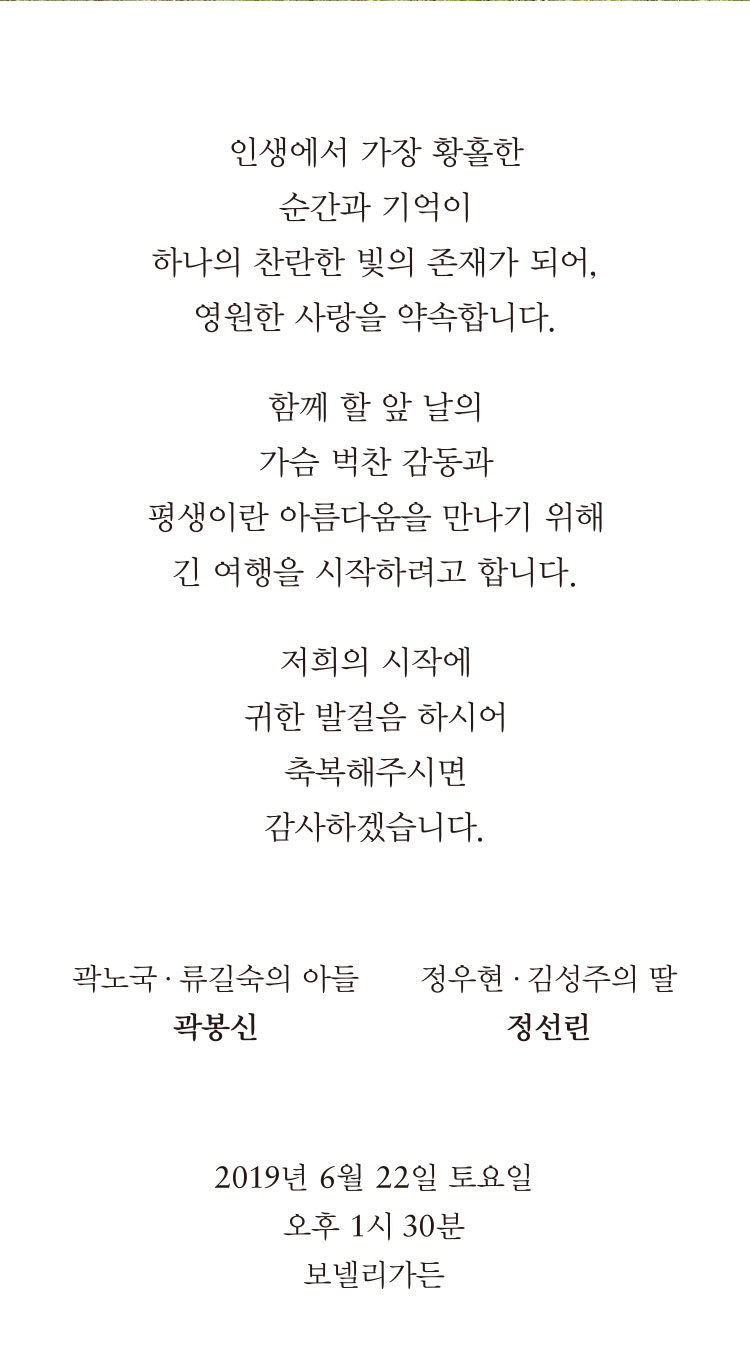 인생에서 가장 황홀한
순간과 기억이
하나의 찬란한 빛의 존재가 되어,
영원한 사랑을 약속합니다.
함께 할 앞 날의
가슴 벅찬 감동과
평생이란 아름다움을 만나기 위해
긴 여행을 시작하려고 합니다.
저희의 시작에
귀한 발걸음 하시어
축복해주시면
감사하겠습니다.
곽노국 · 류길숙의 아들 정우현 · 김성주의 딸
곽봉신 정선린
2019년 6월 22일 토요일
오후 1시 30분
보넬리가든